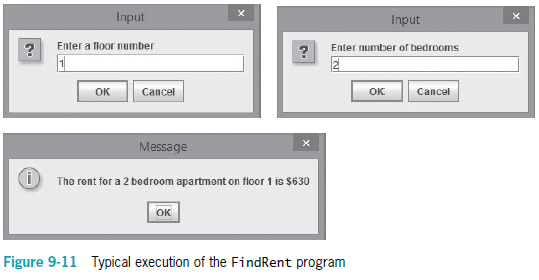 Input
×
?
Enter a floor number
1
OK
Cancel
Input
×
?
Enter number of bedrooms
2
OK
Cancel
Message
×
i
The rent for a 2 bedroom apartment on floor 1 is $630
OK
Figure 9-11 Typical execution of the FindRent program